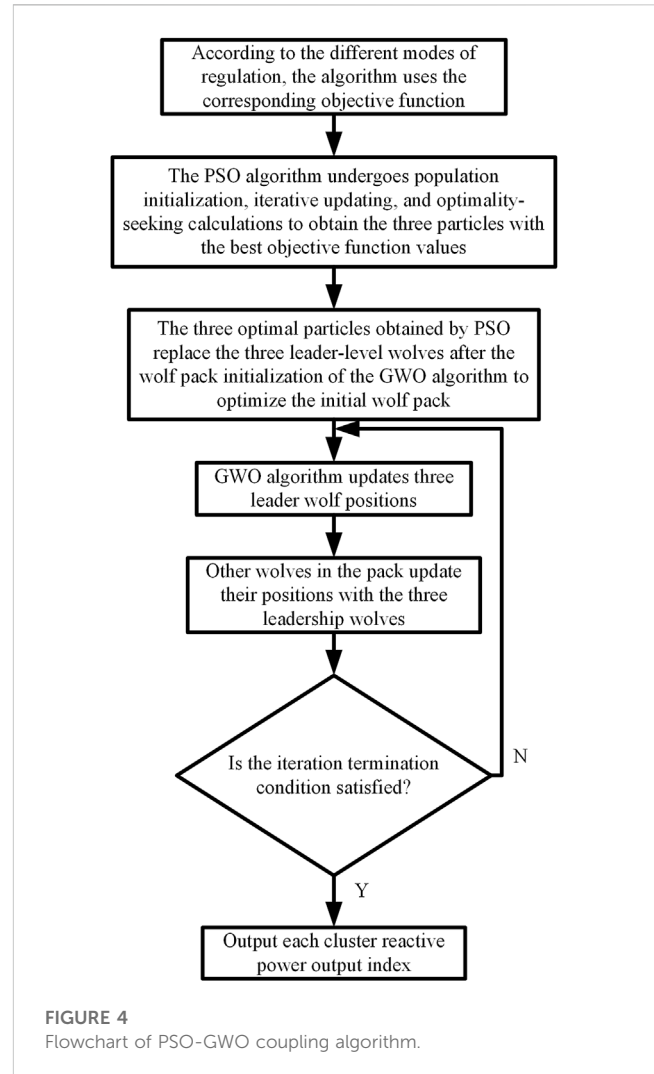 According to the different modes of
regulation, the algorithm uses the
corresponding objective function
The PSO algorithm undergoes population
initialization, iterative updating, and optimality-
seeking calculations to obtain the three particles with
the best objective function values
The three optimal particles obtained by PSO
replace the three leader-level wolves after the
wolf pack initialization of the GWO algorithm to
optimize the initial wolf pack
GWO algorithm updates three
leader wolf positions
Other wolves in the pack update
their positions with the three
leadership wolves
Is the iteration termination
condition satisfied?
N
Y
Output each cluster reactive
power output index
FIGURE 4
Flowchart of PSO-GWO coupling algorithm.